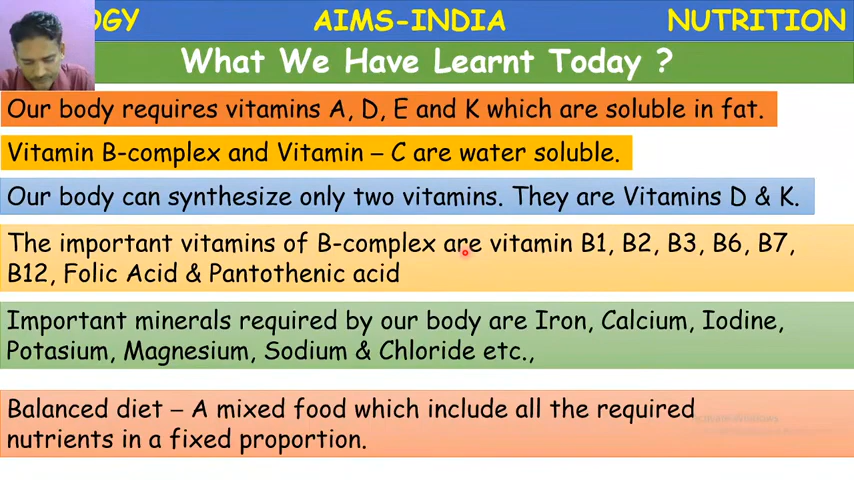 OGY AIMS-INDIA NUTRITION
What We Have Learnt Today ?
Our body requires vitamins A, D, E and K which are soluble in fat.
Vitamin B-complex and Vitamin – C are water soluble.
Our body can synthesize only two vitamins. They are Vitamins D & K.
The important vitamins of B-complex are vitamin B1, B2, B3, B6, B7,
B12, Folic Acid & Pantothenic acid
Important minerals required by our body are Iron, Calcium, Iodine,
Potasium, Magnesium, Sodium & Chloride etc.,
Balanced diet – A mixed food which include all the required
nutrients in a fixed proportion.